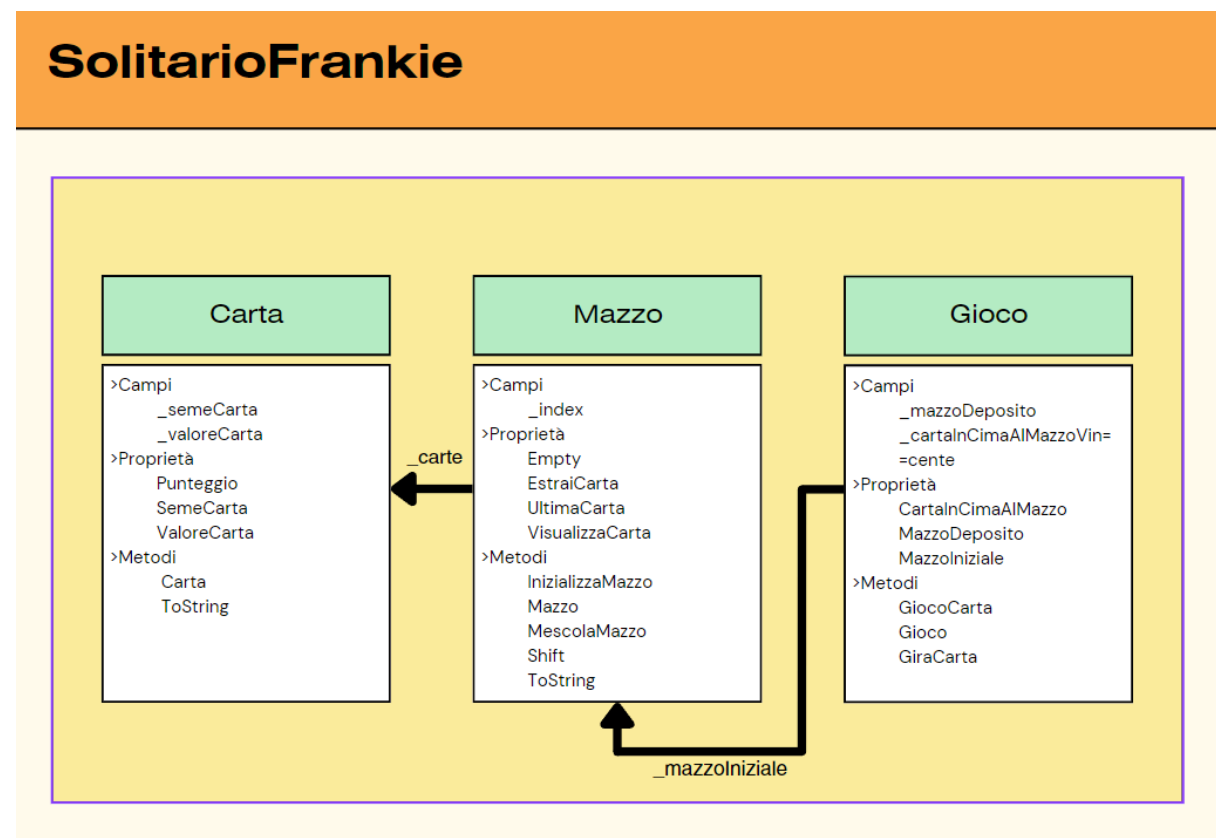 SolitarioFrankie
Carta
>Campi
_semeCarta
_valoreCarta
>Proprietà
Punteggio
SemeCarta
ValoreCarta
>Metodi
Carta
ToString
_carte
Mazzo
>Campi
_index
>Proprietà
Empty
EstraiCarta
UltimaCarta
VisualizzaCarta
>Metodi
InizializzaMazzo
Mazzo
MescolaMazzo
Shift
ToString
Gioco
>Campi
_mazzoDeposito
_cartaInCimaAlMazzoVin=
=cente
>Proprietà
CartaInCimaAlMazzo
MazzoDeposito
MazzoIniziale
>Metodi
GiocoCarta
Gioco
GiraCarta
_mazzoIniziale